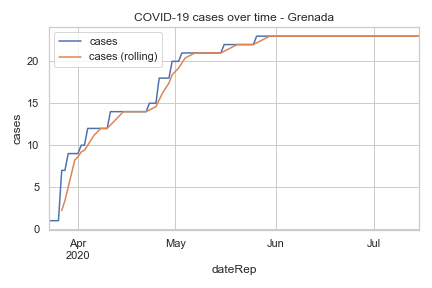 COVID-19 cases over time - Grenada
cases
cases (rolling)
cases
20
15
10
5
0
Apr
2020
May
Jun
Jul
dateRep